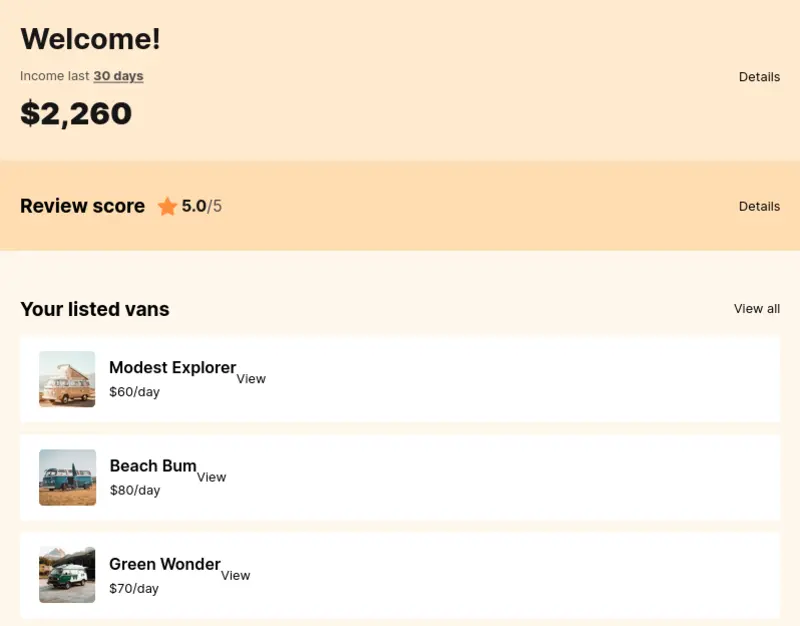 Welcome!
Income last 30 days
Details
$2,260
Review score 5.0/5
Details
Your listed vans
View all
Modest Explorer
View
$60/day
Beach Bum
View
$80/day
Green Wonder
View
$70/day